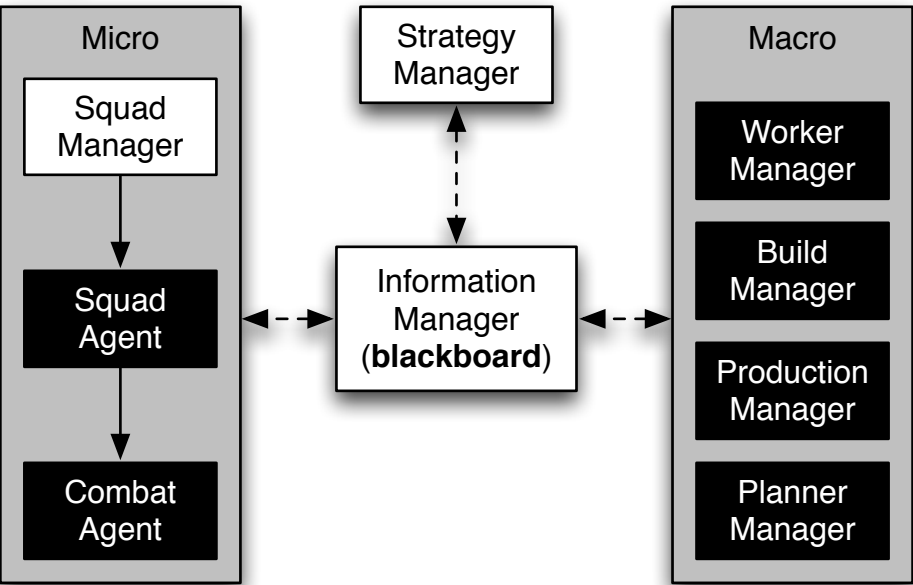 Micro
Squad
Manager
Squad
Agent
Combat
Agent
Strategy
Manager
Information
Manager
(blackboard)
Macro
Worker
Manager
Build
Manager
Production
Manager
Planner
Manager